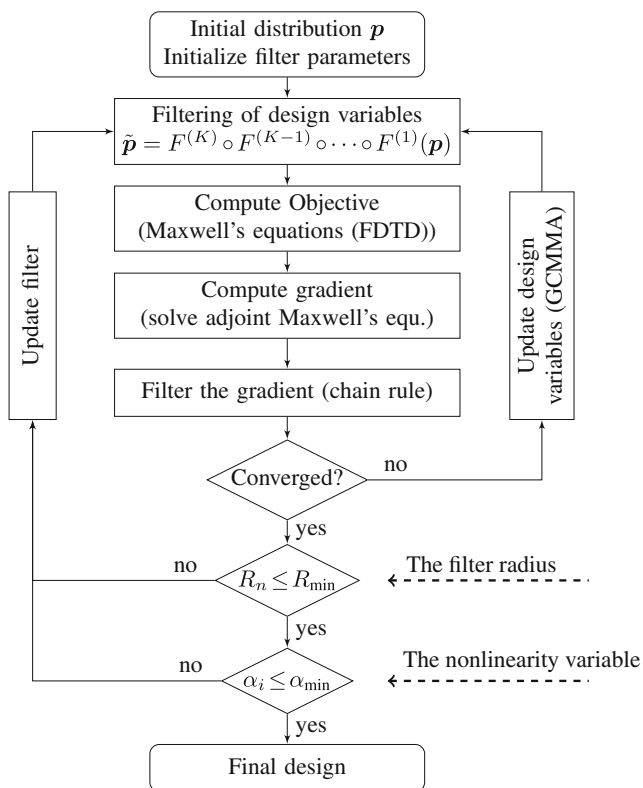 Initial distribution p
Initialize filter parameters
Filtering of design variables
p̃ = F^(K) ∘ F^(K−1) ∘ ⋯ ∘ F^(1)(p)
Compute Objective
(Maxwell's equations (FDTD))
Compute gradient
(solve adjoint Maxwell's equ.)
Filter the gradient (chain rule)
Update filter
Update design
variables (GCMMA)
Converged?
no
yes
no
R_n ≤ R_min
The filter radius
yes
no
α_i ≤ α_min
The nonlinearity variable
yes
Final design